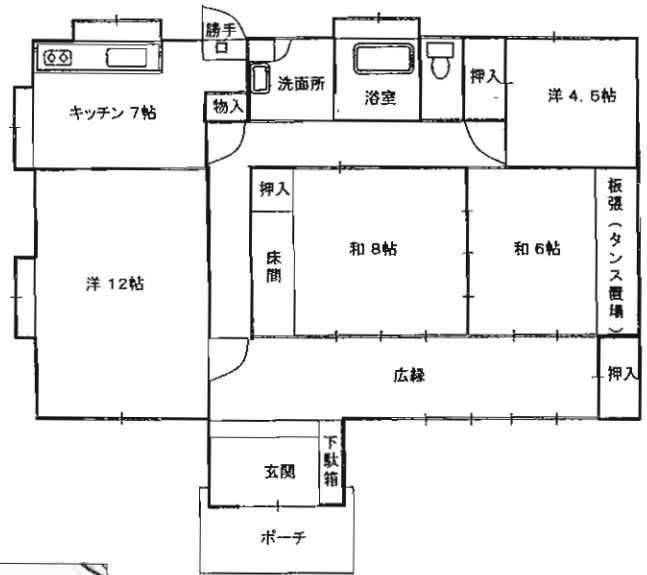 勝手
洗面所
浴室
押入
洋 4. 5帖
キッチン 7帖
物入
押入
床間
和 8帖
和 6帖
板張(タンス置場)
洋 12帖
広縁
押入
玄関
下駄箱
ポーチ